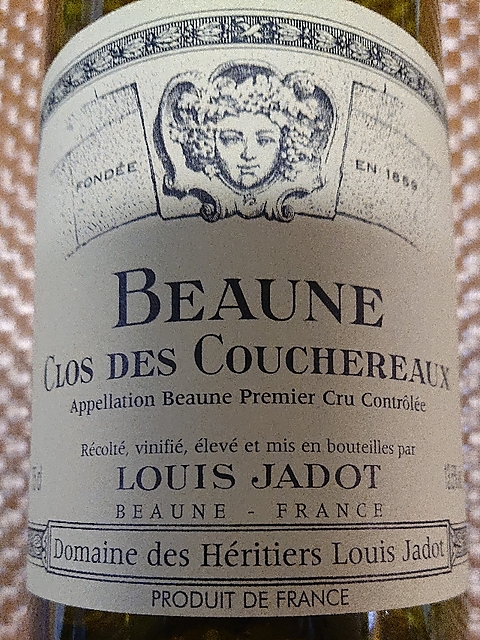 FONDÉE
EN 1859
BEAUNE
CLOS DES COUCHEREAUX
Appellation Beaune Premier Cru Contrôlée
Récolté, vinifié, élevé et mis en bouteilles par
LOUIS JADOT
BEAUNE - FRANCE
Domaine des Héritiers Louis Jadot
PRODUIT DE FRANCE